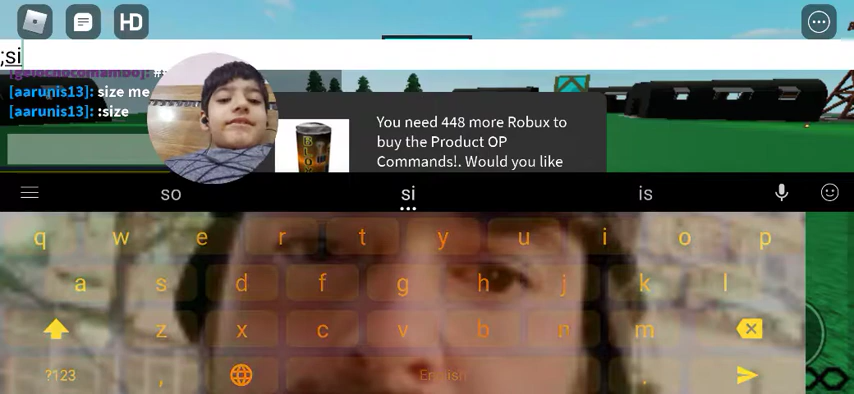 HD
;si
[aarunis13]: size me
[aarunis13]: :size
You need 448 more Robux to
buy the Product OP
Commands!. Would you like
so si is
q w e r t y u i o p
a s d f g h j k l
z x c v b n m
?123 , English .